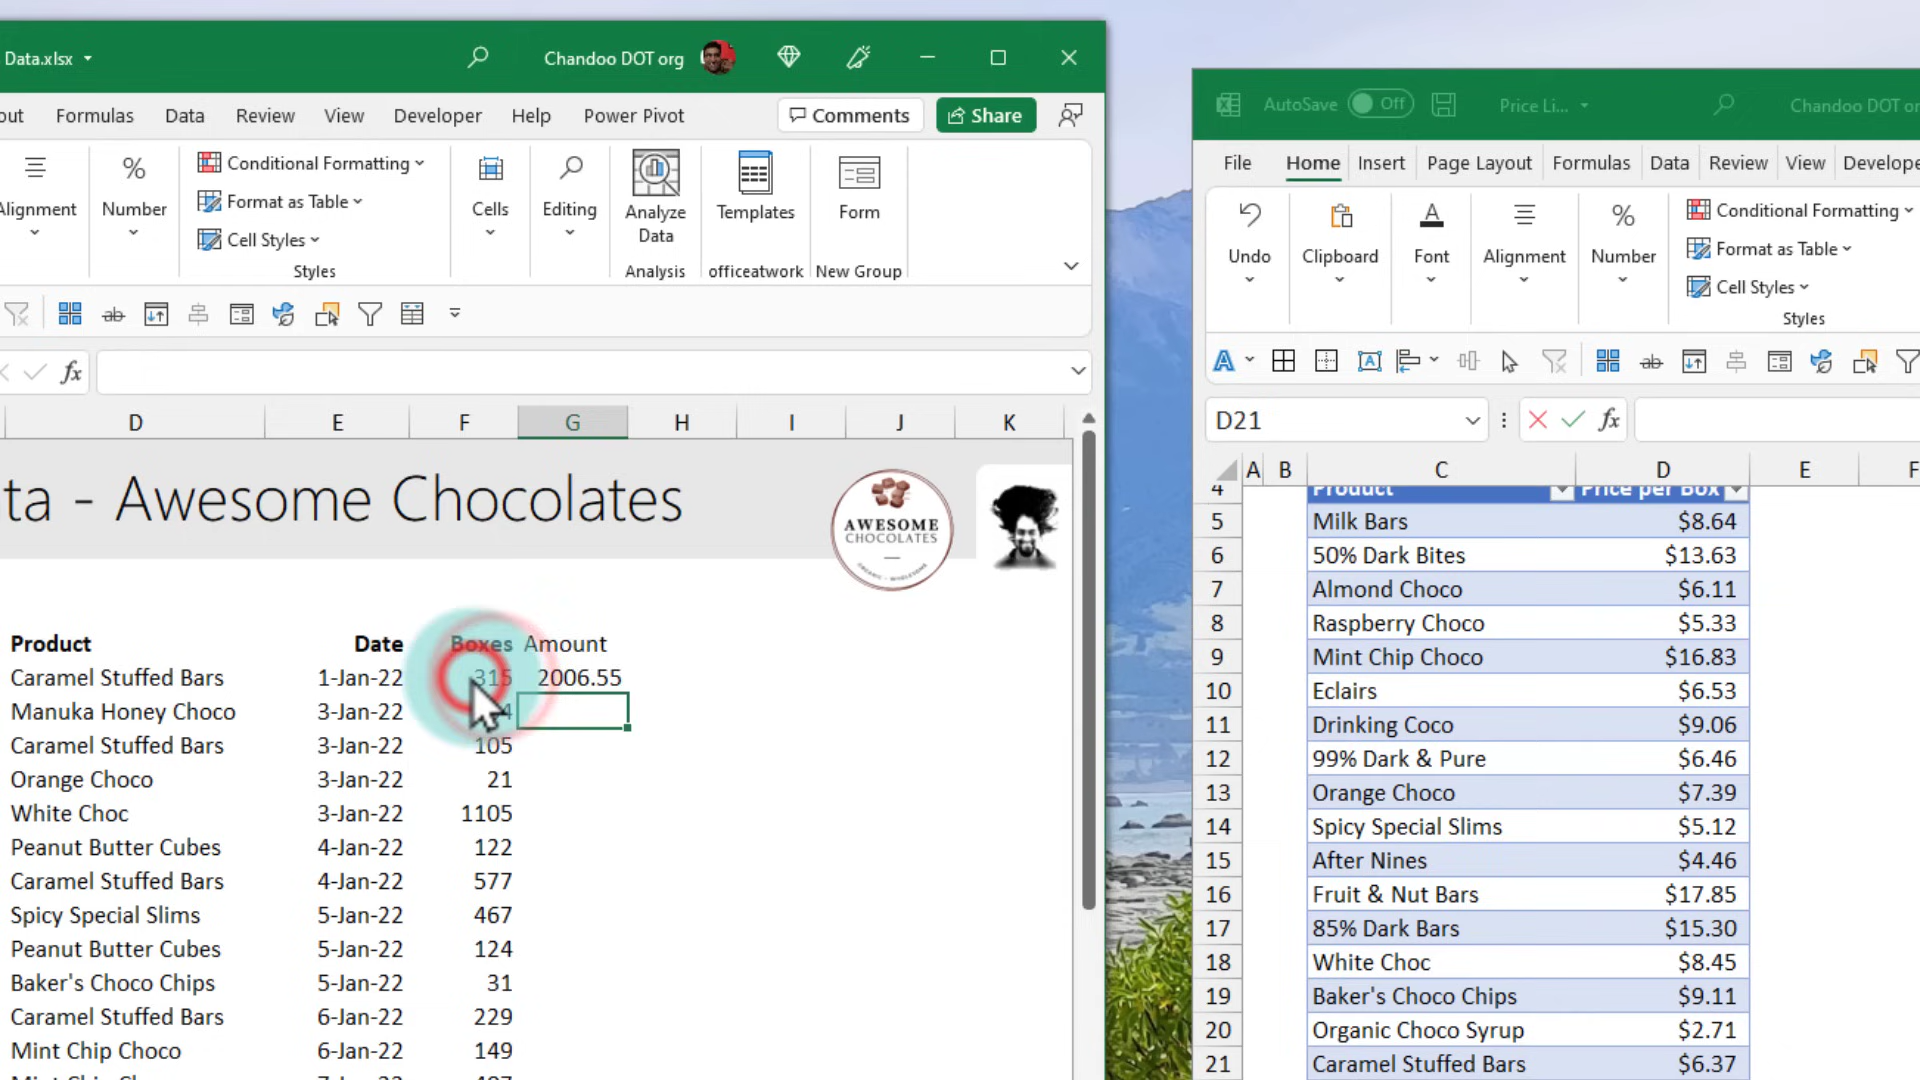 Data.xlsx
Chandoo DOT org
out Formulas Data Review View Developer Help Power Pivot Comments Share
Alignment
%
Number
Conditional Formatting
Format as Table
Cell Styles
Styles
Cells
Editing
Analyze
Data
Analysis
Templates
officeatwork
Form
New Group
ab
fx
D E F G H I J K
ta - Awesome Chocolates
AWESOME
CHOCOLATES
ORGANIC - WHOLESOME
Product Date Boxes Amount
Caramel Stuffed Bars 1-Jan-22 315 2006.55
Manuka Honey Choco 3-Jan-22 4
Caramel Stuffed Bars 3-Jan-22 105
Orange Choco 3-Jan-22 21
White Choc 3-Jan-22 1105
Peanut Butter Cubes 4-Jan-22 122
Caramel Stuffed Bars 4-Jan-22 577
Spicy Special Slims 5-Jan-22 467
Peanut Butter Cubes 5-Jan-22 124
Baker's Choco Chips 5-Jan-22 31
Caramel Stuffed Bars 6-Jan-22 229
Mint Chip Choco 6-Jan-22 149
AutoSave Off Price Li... Chandoo DOT or
File Home Insert Page Layout Formulas Data Review View Develope
Undo
Clipboard
A
Font
Alignment
%
Number
Conditional Formatting
Format as Table
Cell Styles
Styles
A ab
D21 fx
A B C D E F
4 Product Price per Box
5 Milk Bars $8.64
6 50% Dark Bites $13.63
7 Almond Choco $6.11
8 Raspberry Choco $5.33
9 Mint Chip Choco $16.83
10 Eclairs $6.53
11 Drinking Coco $9.06
12 99% Dark & Pure $6.46
13 Orange Choco $7.39
14 Spicy Special Slims $5.12
15 After Nines $4.46
16 Fruit & Nut Bars $17.85
17 85% Dark Bars $15.30
18 White Choc $8.45
19 Baker's Choco Chips $9.11
20 Organic Choco Syrup $2.71
21 Caramel Stuffed Bars $6.37